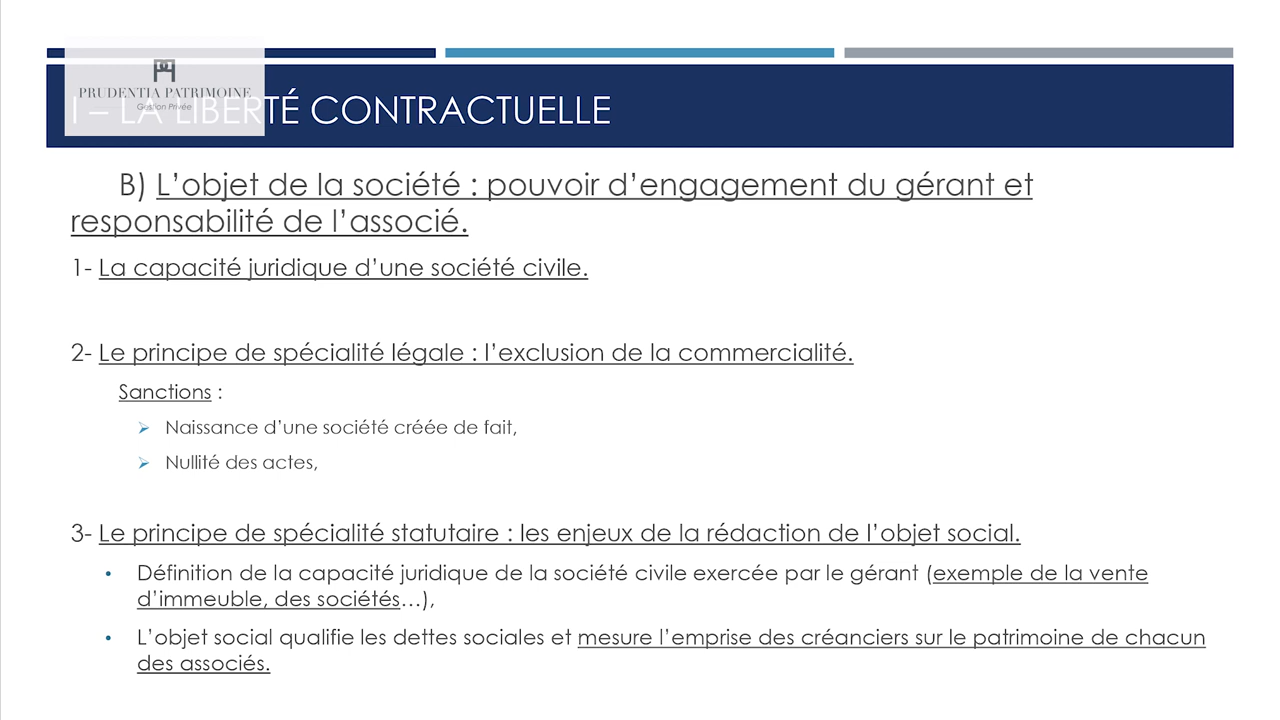 PRUDENTIA PATRIMOINE
Gestion Privée
I – LA LIBERTÉ CONTRACTUELLE
B) L’objet de la société : pouvoir d’engagement du gérant et
responsabilité de l’associé.
1- La capacité juridique d’une société civile.
2- Le principe de spécialité légale : l’exclusion de la commercialité.
Sanctions :
Naissance d’une société créée de fait,
Nullité des actes,
3- Le principe de spécialité statutaire : les enjeux de la rédaction de l’objet social.
• Définition de la capacité juridique de la société civile exercée par le gérant (exemple de la vente
d’immeuble, des sociétés…),
• L’objet social qualifie les dettes sociales et mesure l’emprise des créanciers sur le patrimoine de chacun
des associés.